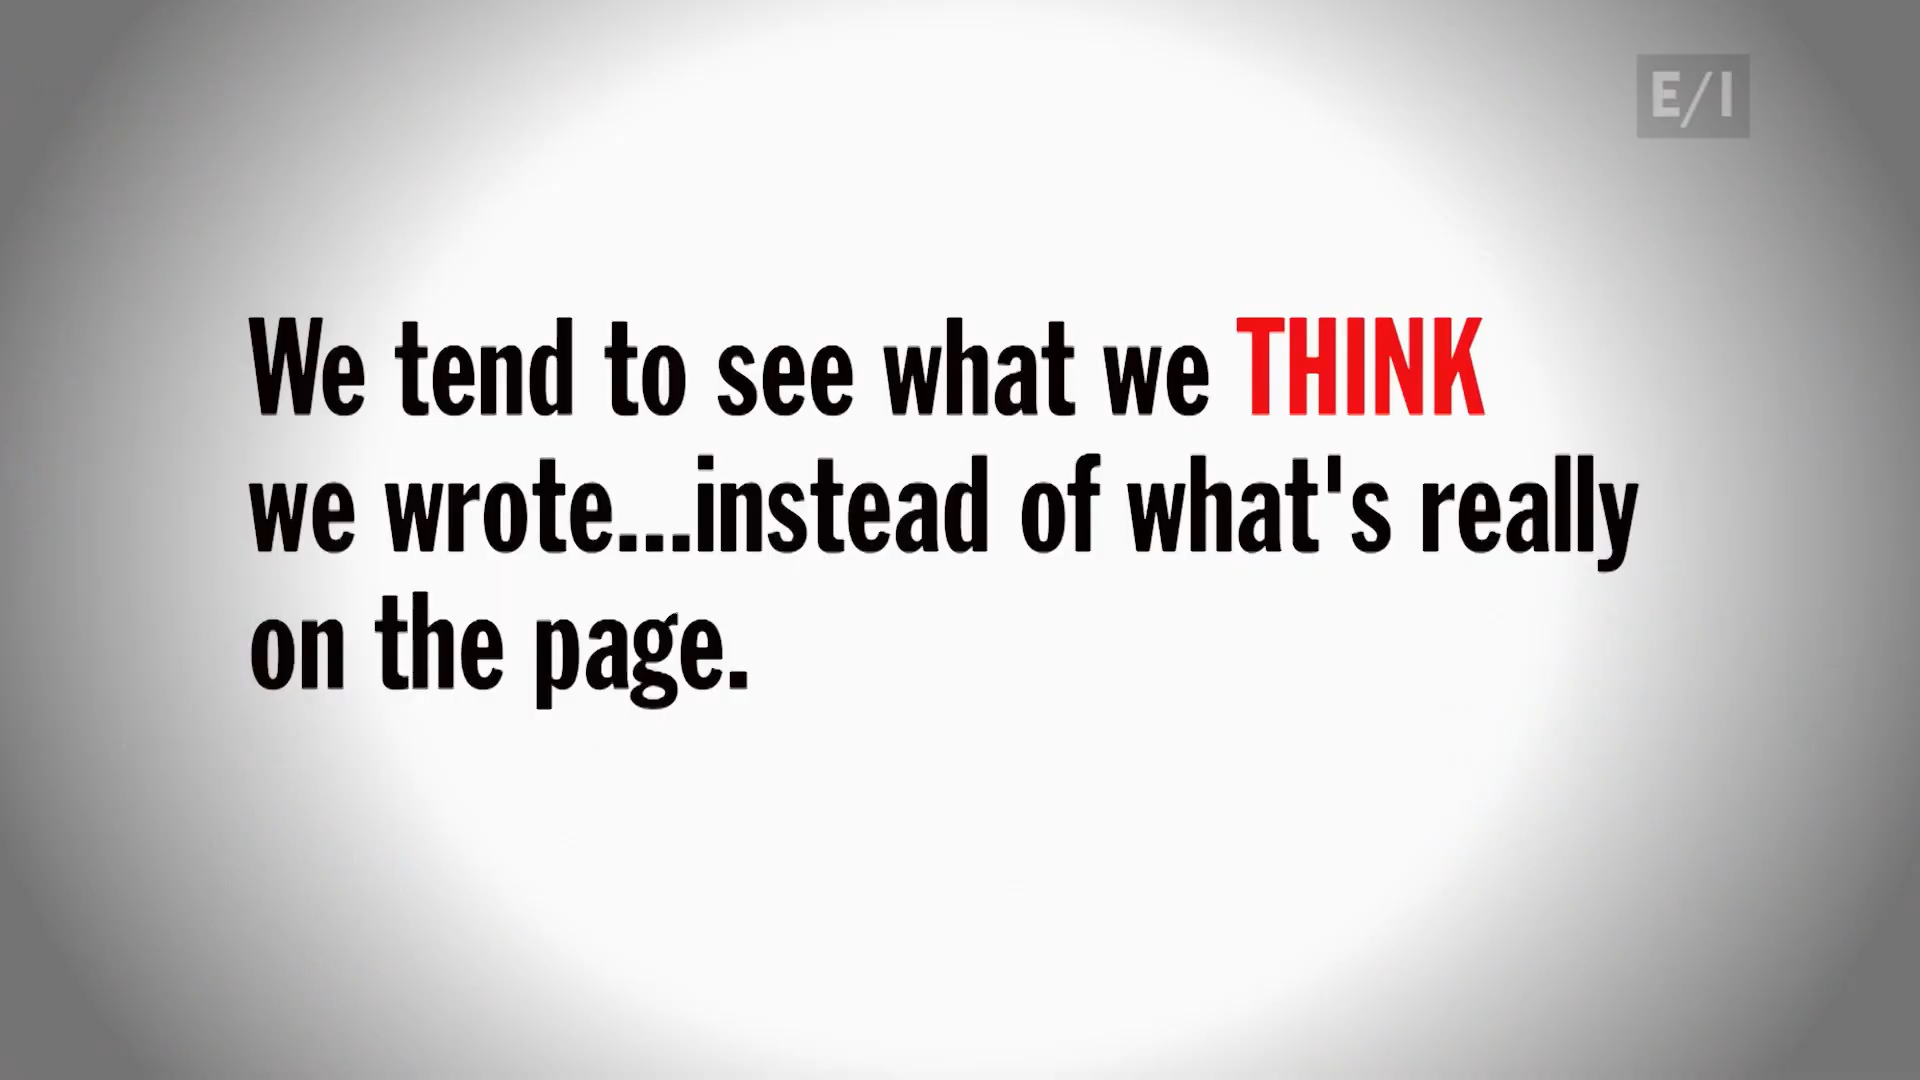 E/I
We tend to see what we THINK
we wrote...instead of what's really
on the page.